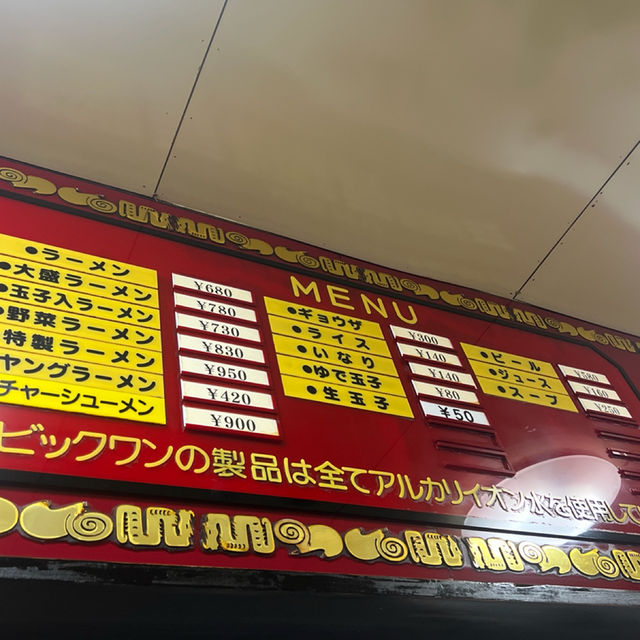 MENU
●ラーメン ¥680
●大盛ラーメン ¥780
●玉子入ラーメン ¥730
●野菜ラーメン ¥830
特製ラーメン ¥950
ヤングラーメン ¥420
チャーシューメン ¥900
●ギョウザ ¥300
●ライス ¥140
●いなり ¥140
●ゆで玉子 ¥80
●生玉子 ¥50
●ビール ¥580
●ジュース ¥160
●スープ ¥250
ビックワンの製品は全てアルカリイオン水を使用して